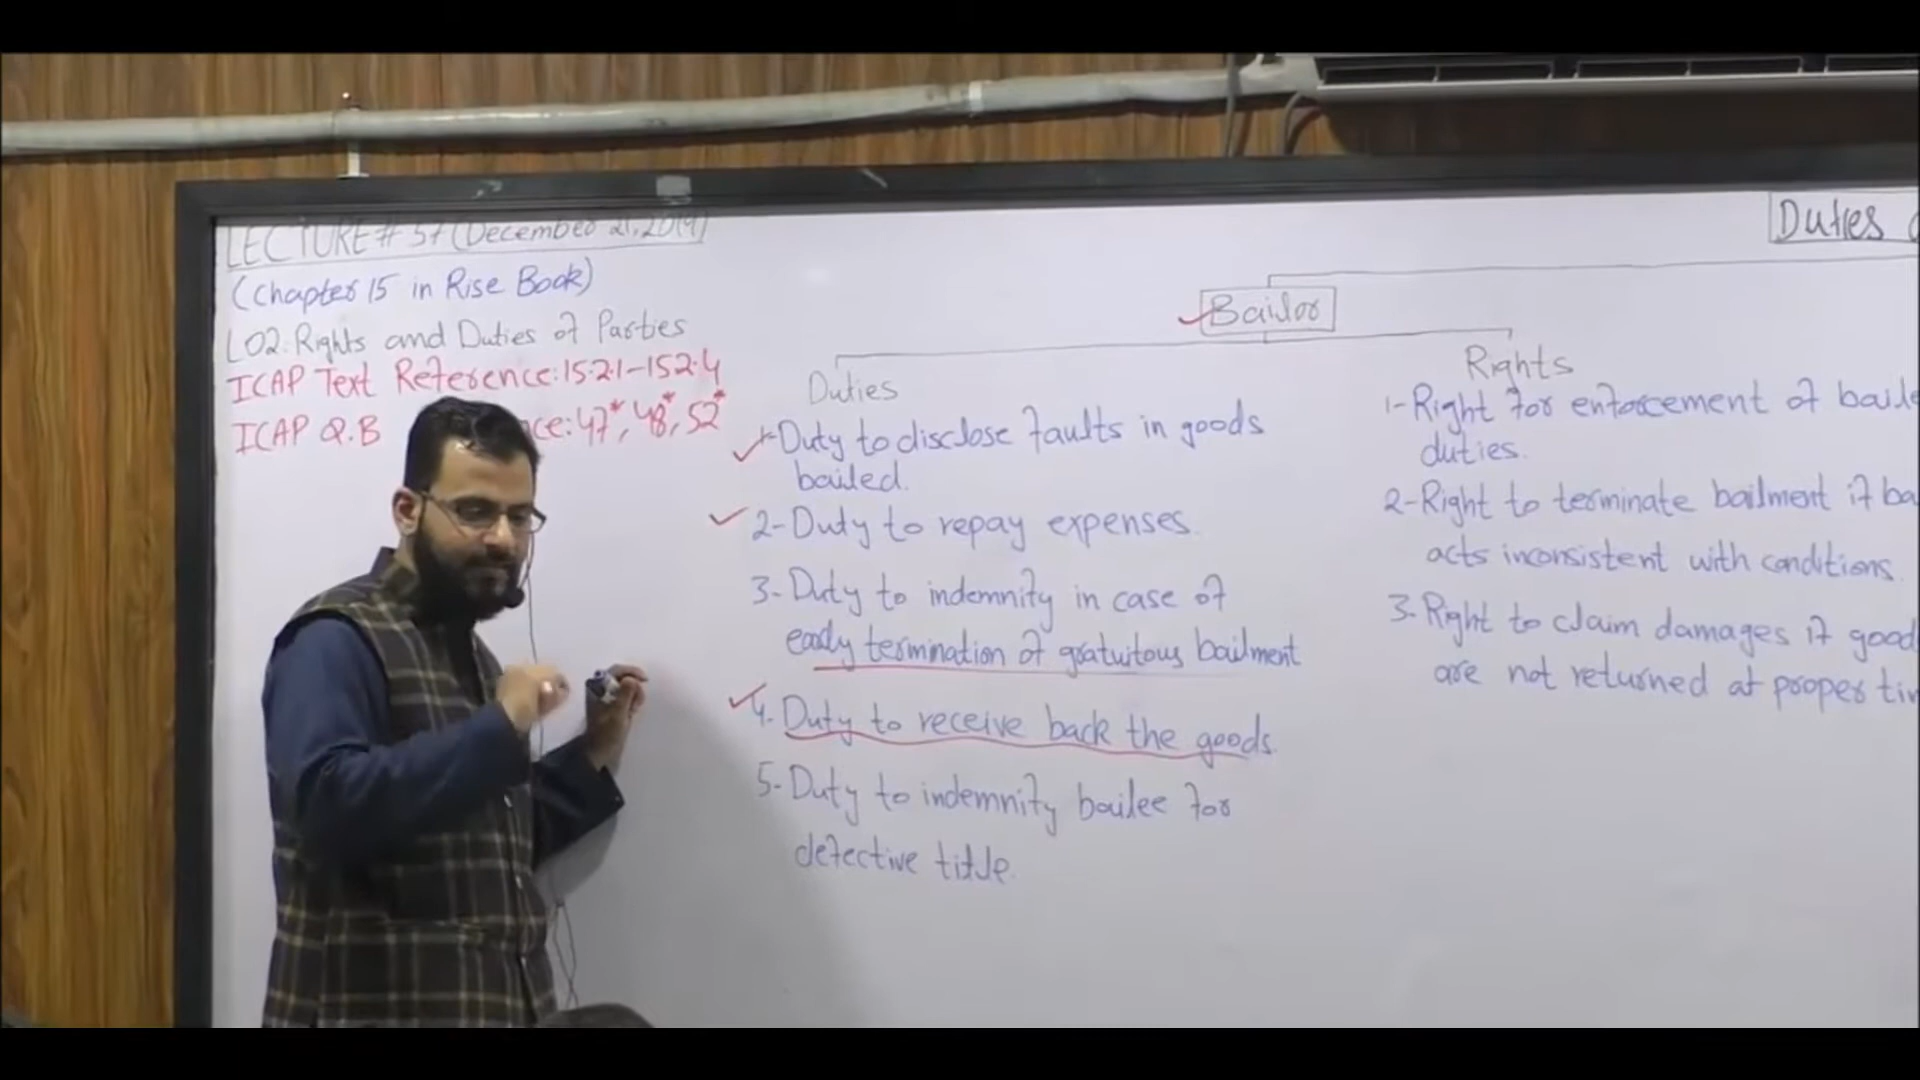 LECTURE # 57 (December 21, 2019)
(Chapter 15 in Rise Book)
LO2: Rights and Duties of Parties
ICAP Text Reference: 15.2.1-152.4
ICAP Q.B ce: 47*, 48*, 52*
Duties
Bailor
Duties
1-Duty to disclose faults in goods
bailed.
2-Duty to repay expenses.
3-Duty to indemnity in case of
early termination of gratuitous bailment
4. Duty to receive back the goods.
5-Duty to indemnity bailee for
defective title.
Rights
1-Right for enforcement of baile
duties.
2-Right to terminate bailment if ba
acts inconsistent with conditions.
3-Right to claim damages if good
are not returned at proper tim